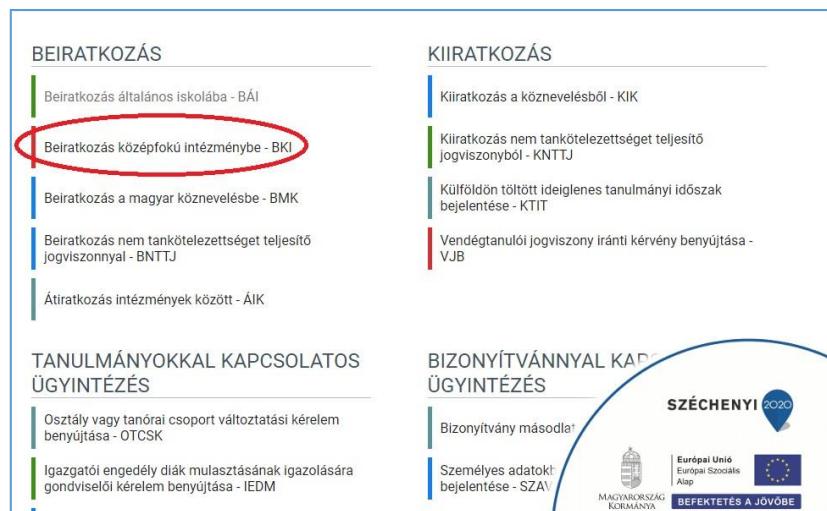 BEIRATKOZÁS
Beiratkozás általános iskolába - BÁI
Beiratkozás középfokú intézménybe - BKI
Beiratkozás a magyar köznevelésbe - BMK
Beiratkozás nem tankötelezettséget teljesítő
jogviszonnyal - BNTTJ
Átiratkozás intézmények között - ÁIK
KIIRATKOZÁS
Kiiratkozás a köznevelésből - KIK
Kiiratkozás nem tankötelezettséget teljesítő
jogviszonyból - KNTTJ
Külföldön töltött ideiglenes tanulmányi időszak
bejelentése - KTIT
Vendégtanulói jogviszony iránti kérvény benyújtása -
VJB
TANULMÁNYOKKAL KAPCSOLATOS
ÜGYINTÉZÉS
Osztály vagy tanórai csoport változtatási kérelem
benyújtása - OTCSK
Igazgatói engedély diák mulasztásának igazolására
gondviselői kérelem benyújtása - IEDM
BIZONYÍTVÁNNYAL
ÜGYINTÉZÉS
Bizonyítvány
Személyes
bejelentése - SZAV
SZÉCHENYI 2020
Európai Unió
Európai Szociális
Alap
MAGYARORSZÁG
KORMÁNYA
BEFEKTETÉS A JÖVŐBE